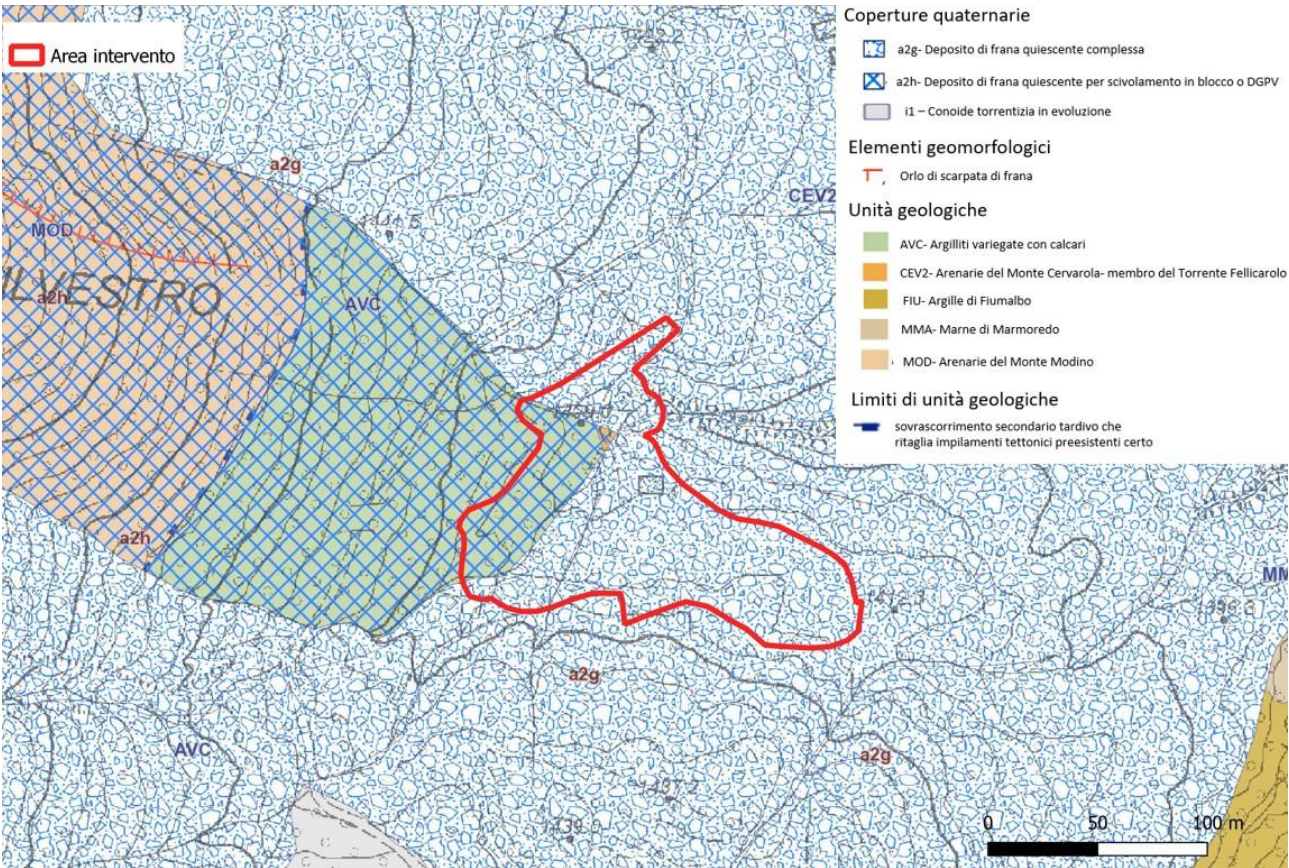 Area intervento
a2g
MOD
ILVESTRO
a2h
AVC
CEV2
a2h
a2g
AVC
a2g
MM
0 50 100 m
Coperture quaternarie
a2g- Deposito di frana quiescente complessa
a2h- Deposito di frana quiescente per scivolamento in blocco o DGPV
i1 – Conoide torrentizia in evoluzione
Elementi geomorfologici
Orlo di scarpata di frana
Unità geologiche
AVC- Argilliti variegate con calcari
CEV2- Arenarie del Monte Cervarola- membro del Torrente Fellicarolo
FIU- Argille di Fiumalbo
MMA- Marne di Marmoredo
MOD- Arenarie del Monte Modino
Limiti di unità geologiche
sovrascorrimento secondario tardivo che
ritaglia impilamenti tettonici preesistenti certo